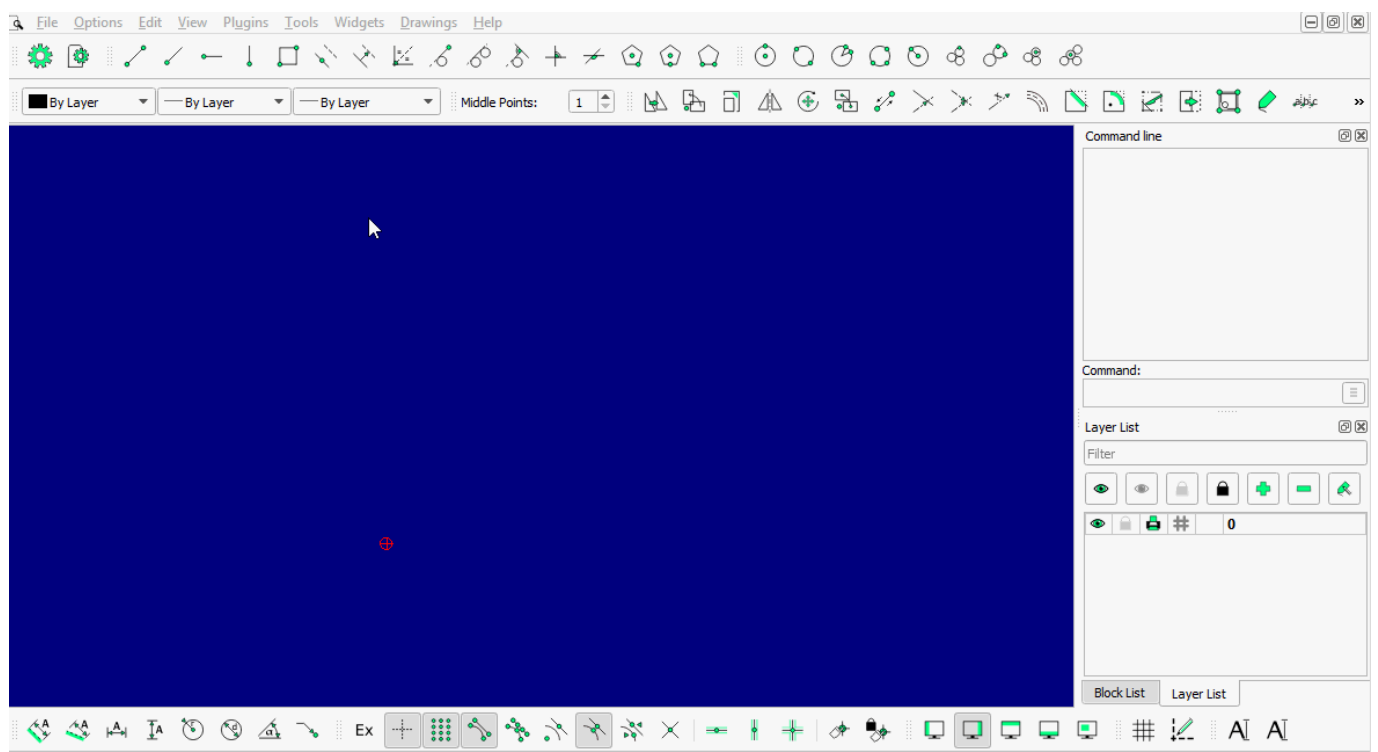 File Options Edit View Plugins Tools Widgets Drawings Help
By Layer By Layer By Layer Middle Points: 1
Command line
Command:
Layer List
Filter
0
Block List Layer List
Ex